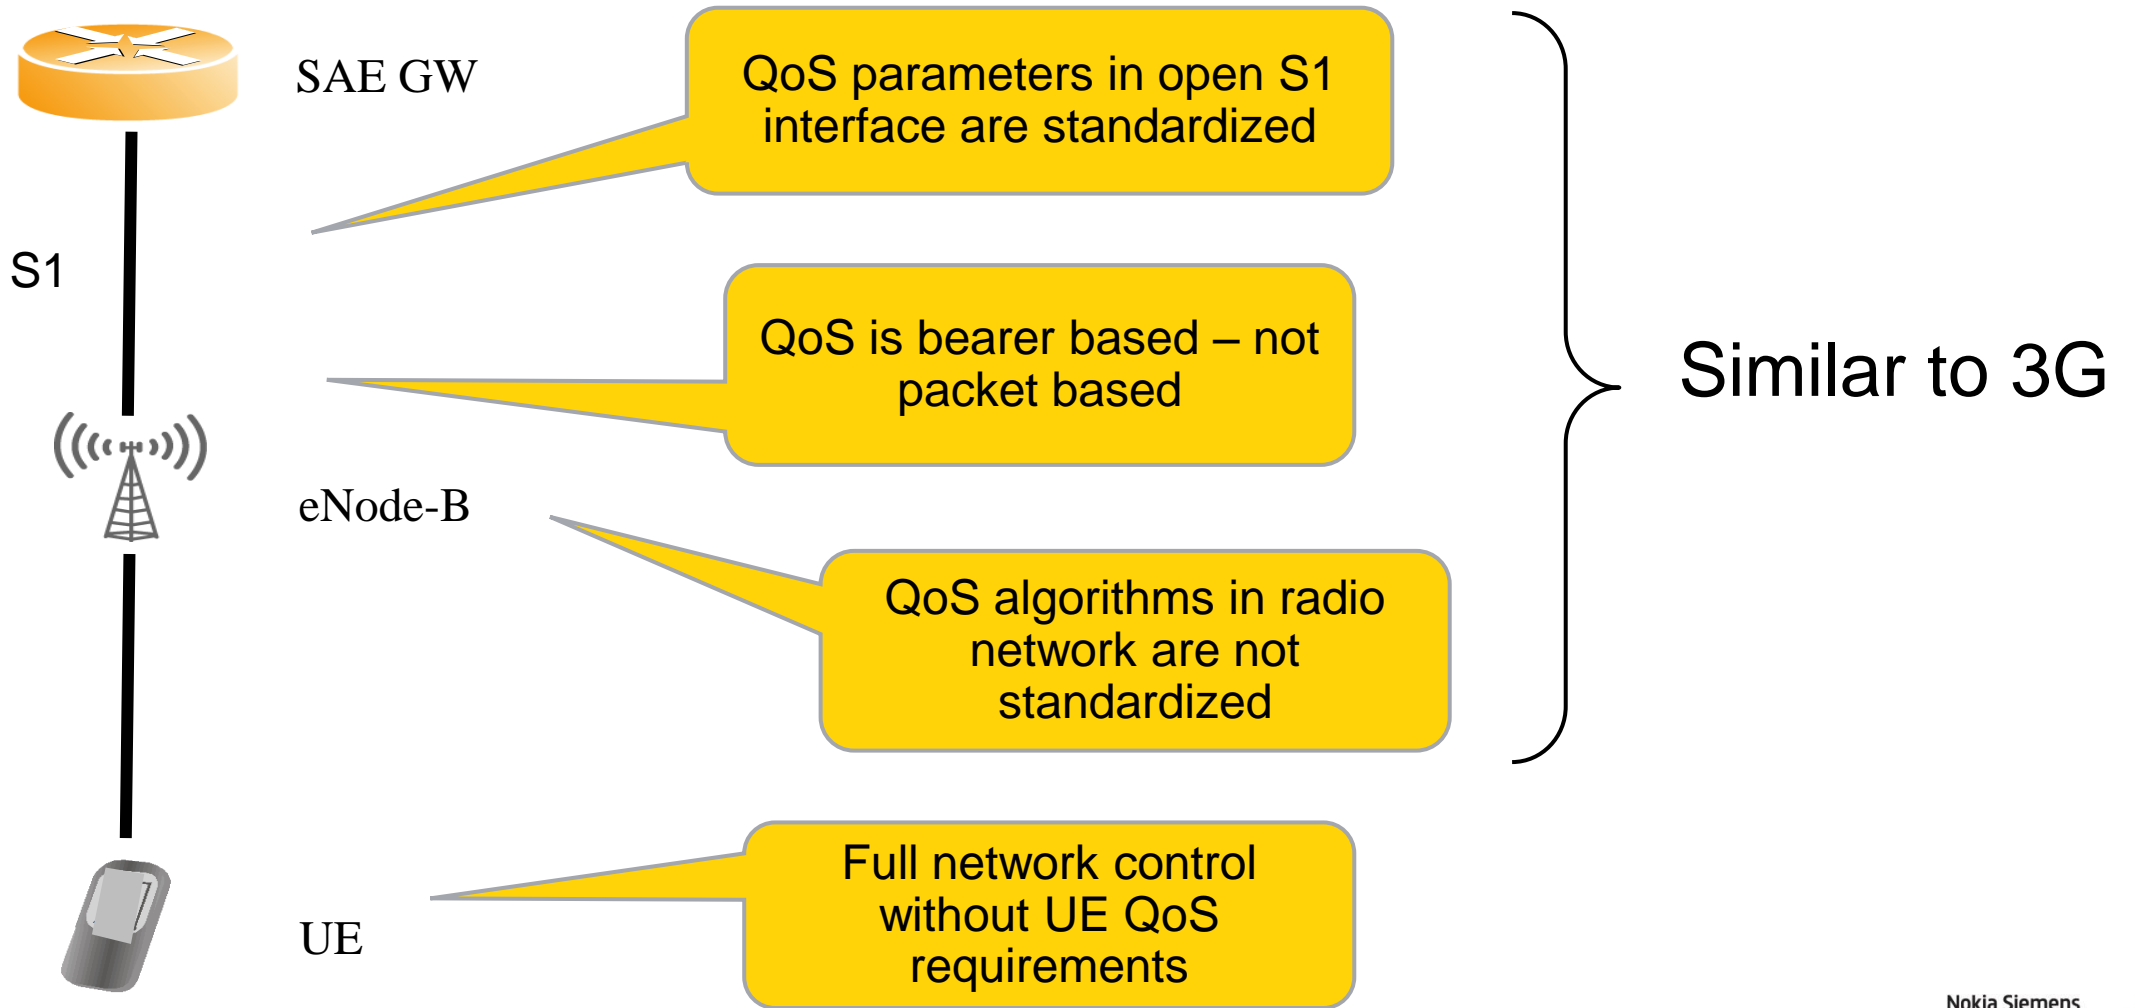 SAE GW
QoS parameters in open S1
interface are standardized
S1
QoS is bearer based – not
packet based
Similar to 3G
eNode-B
QoS algorithms in radio
network are not
standardized
Full network control
without UE QoS
requirements
UE
Nokia Siemens